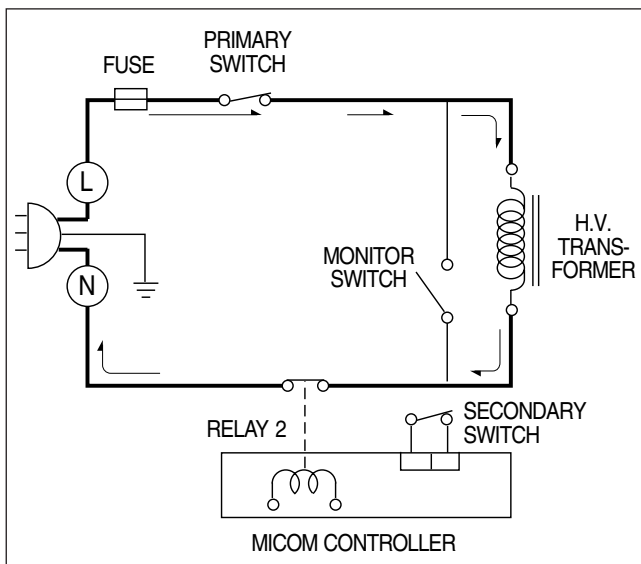 PRIMARY
SWITCH
FUSE
L
H.V.
TRANS-
FORMER
MONITOR
SWITCH
N
RELAY 2
SECONDARY
SWITCH
MICOM CONTROLLER